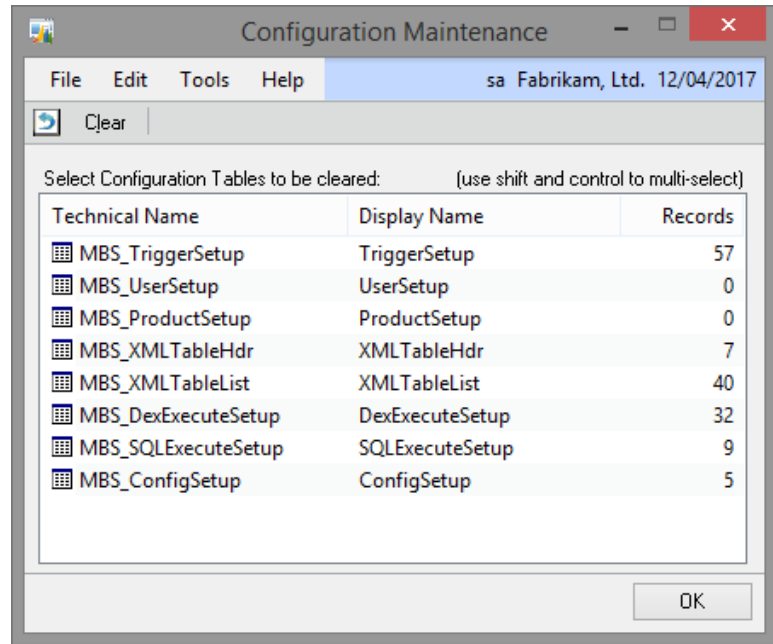 Configuration Maintenance
File Edit Tools Help sa Fabrikam, Ltd. 12/04/2017
Clear
Select Configuration Tables to be cleared: (use shift and control to multi-select)
Technical Name Display Name Records
MBS_TriggerSetup TriggerSetup 57
MBS_UserSetup UserSetup 0
MBS_ProductSetup ProductSetup 0
MBS_XMLTableHdr XMLTableHdr 7
MBS_XMLTableList XMLTableList 40
MBS_DexExecuteSetup DexExecuteSetup 32
MBS_SQLExecuteSetup SQLExecuteSetup 9
MBS_ConfigSetup ConfigSetup 5
OK